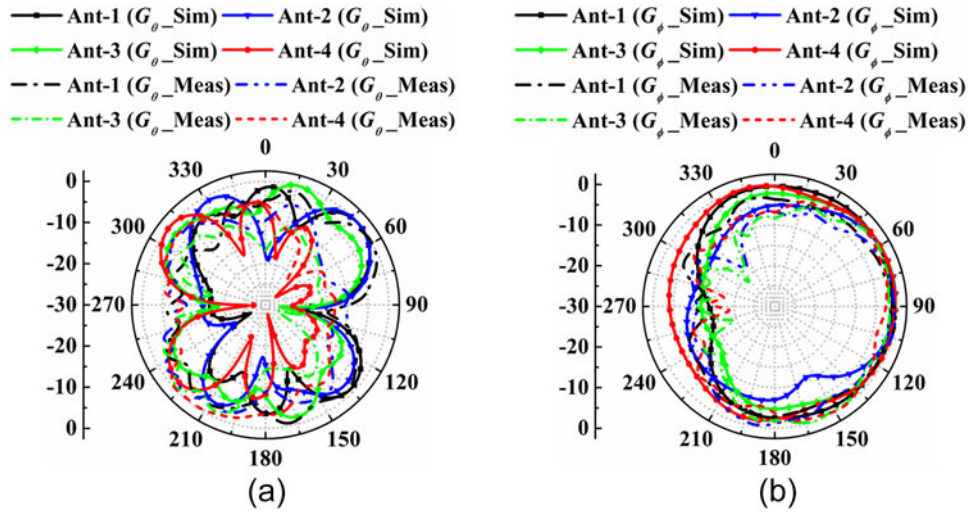 Ant-1 (Gθ_Sim) Ant-2 (Gθ_Sim)
Ant-3 (Gθ_Sim) Ant-4 (Gθ_Sim)
Ant-1 (Gθ_Meas) Ant-2 (Gθ_Meas)
Ant-3 (Gθ_Meas) Ant-4 (Gθ_Meas)
0
330 30
0
-10
300 60
-20
-30 270 90
-20
240 120
-10
0
210 150
180
(a)
Ant-1 (Gϕ_Sim) Ant-2 (Gϕ_Sim)
Ant-3 (Gϕ_Sim) Ant-4 (Gϕ_Sim)
Ant-1 (Gϕ_Meas) Ant-2 (Gϕ_Meas)
Ant-3 (Gϕ_Meas) Ant-4 (Gϕ_Meas)
0
330 30
0
-10
300 60
-20
-30 270 90
-20
240 120
-10
0
210 150
180
(b)